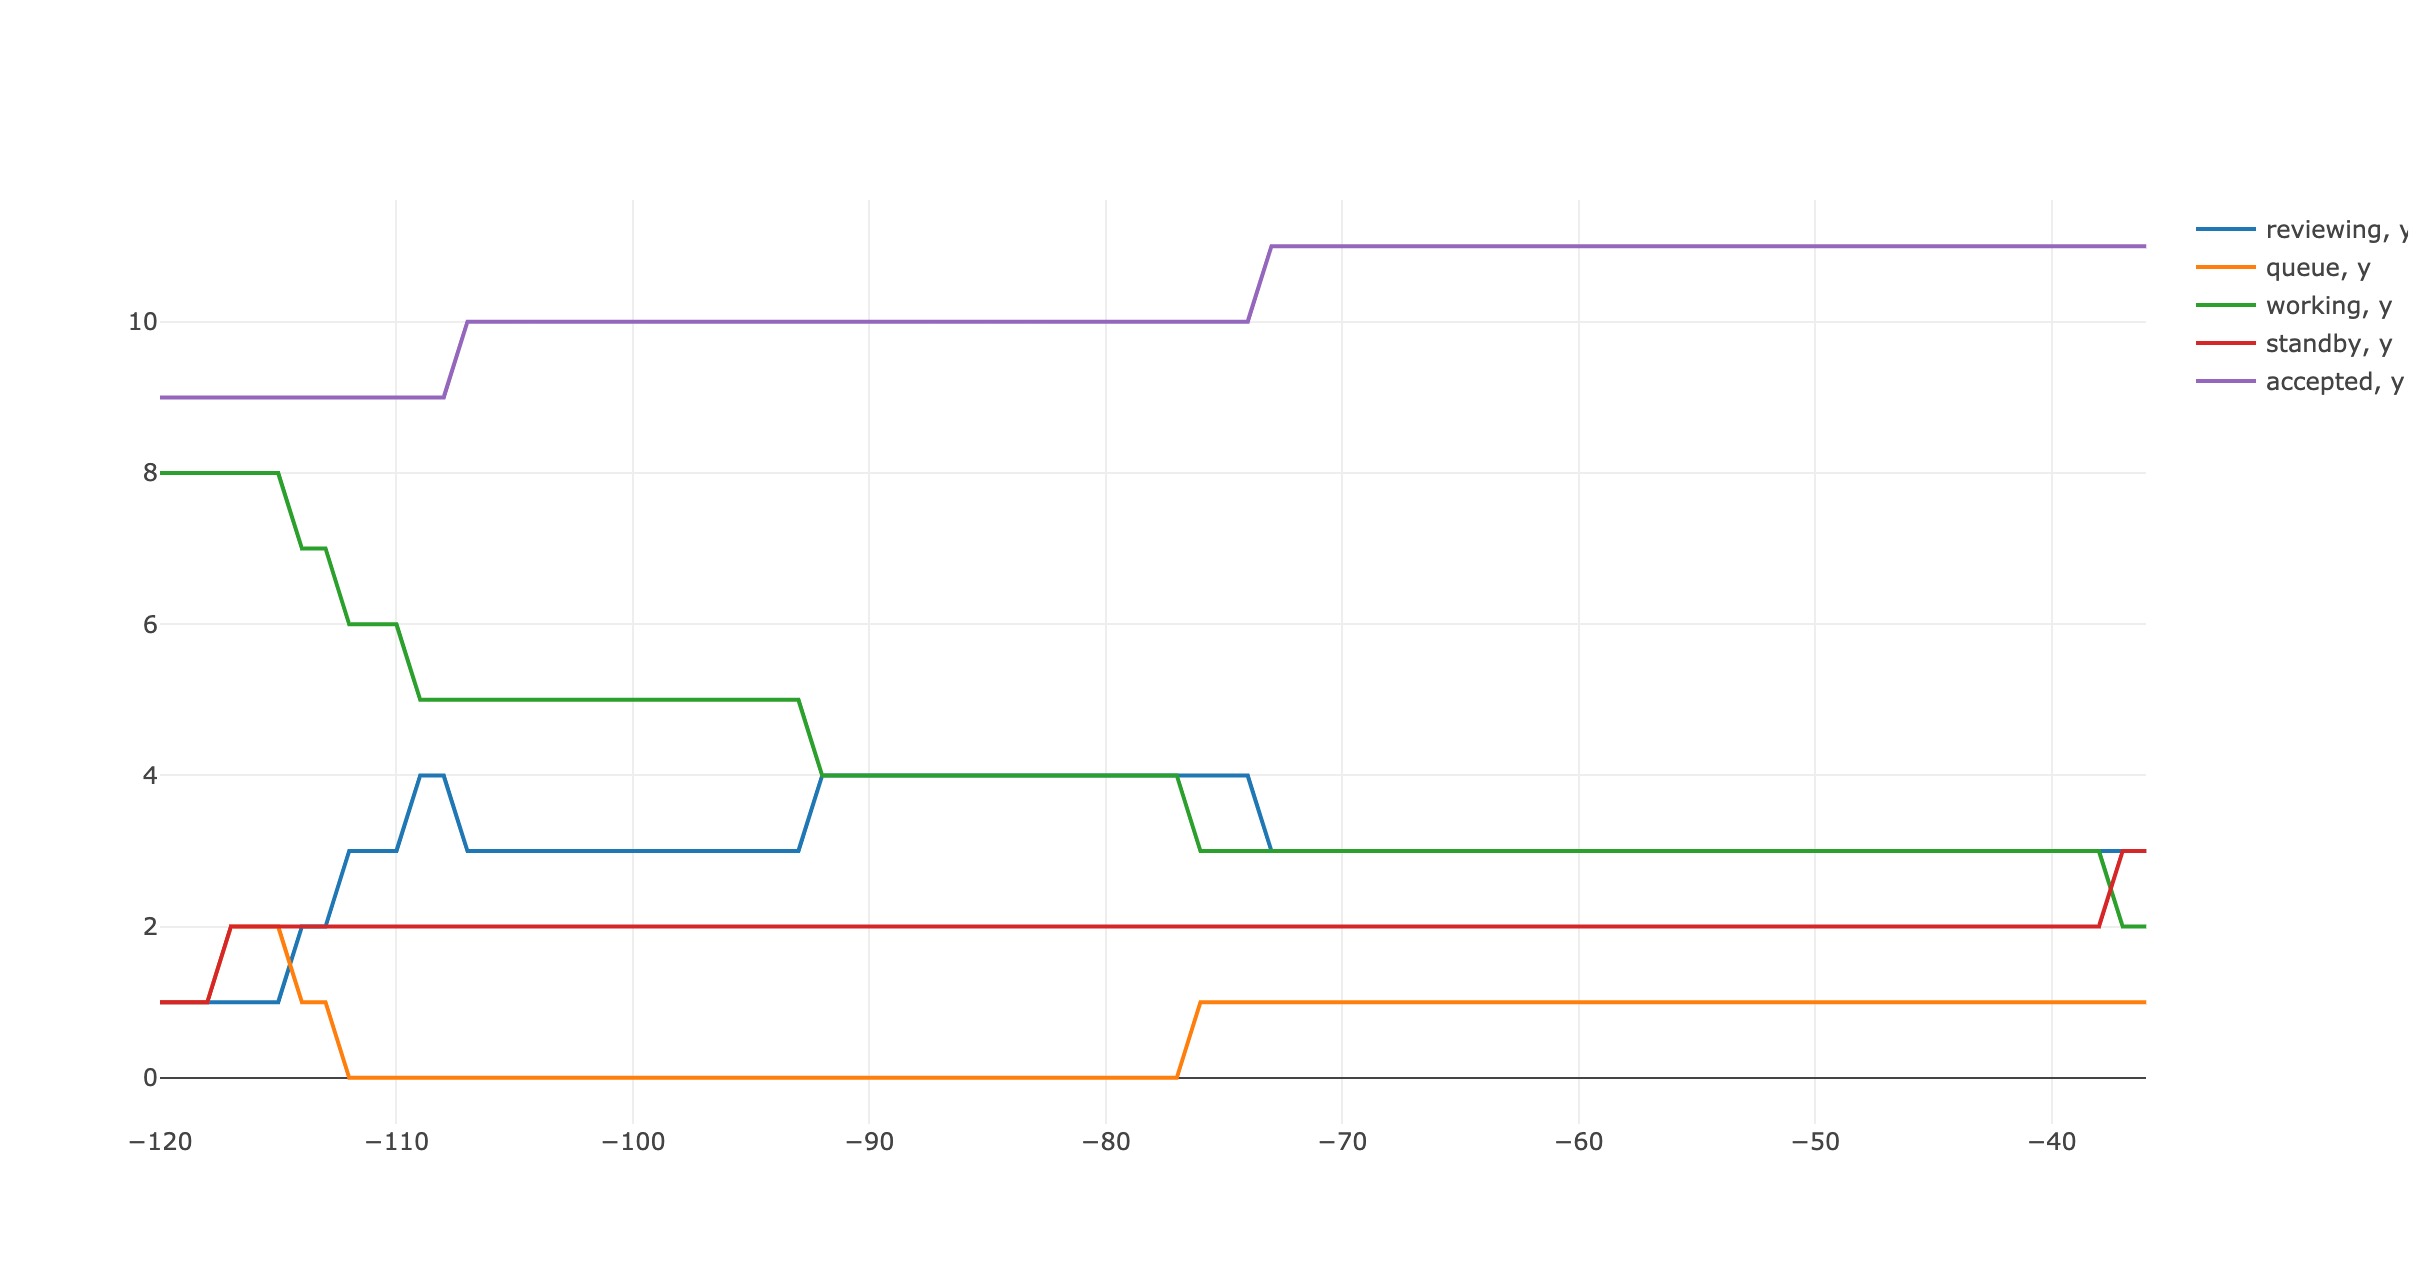 reviewing, y
queue, y
working, y
standby, y
accepted, y
10
8
6
4
2
0
−120 −110 −100 −90 −80 −70 −60 −50 −40